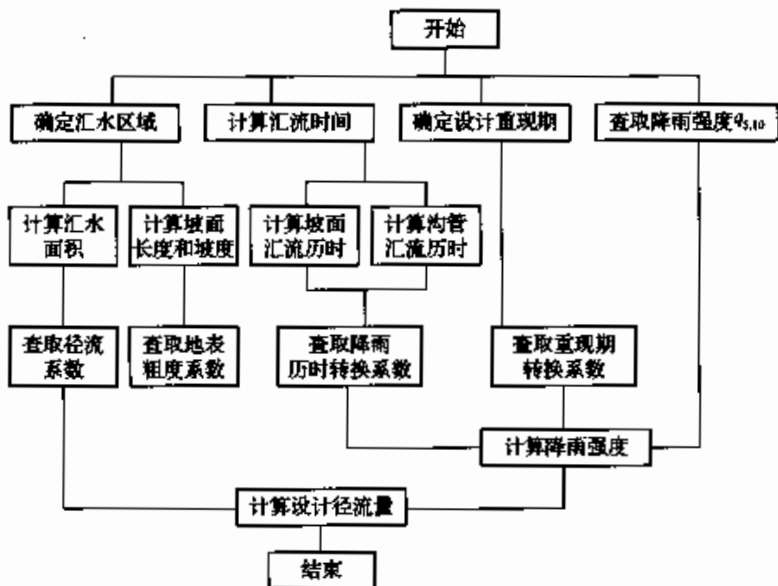 开始
确定汇水区域
计算汇流时间
确定设计重现期
查取降雨强度q5,10
计算汇水
面积
计算坡面
长度和坡度
计算坡面
汇流历时
计算沟管
汇流历时
查取径流
系数
查取地表
粗度系数
查取降雨
历时转换系数
查取重现期
转换系数
计算降雨强度
计算设计径流量
结束